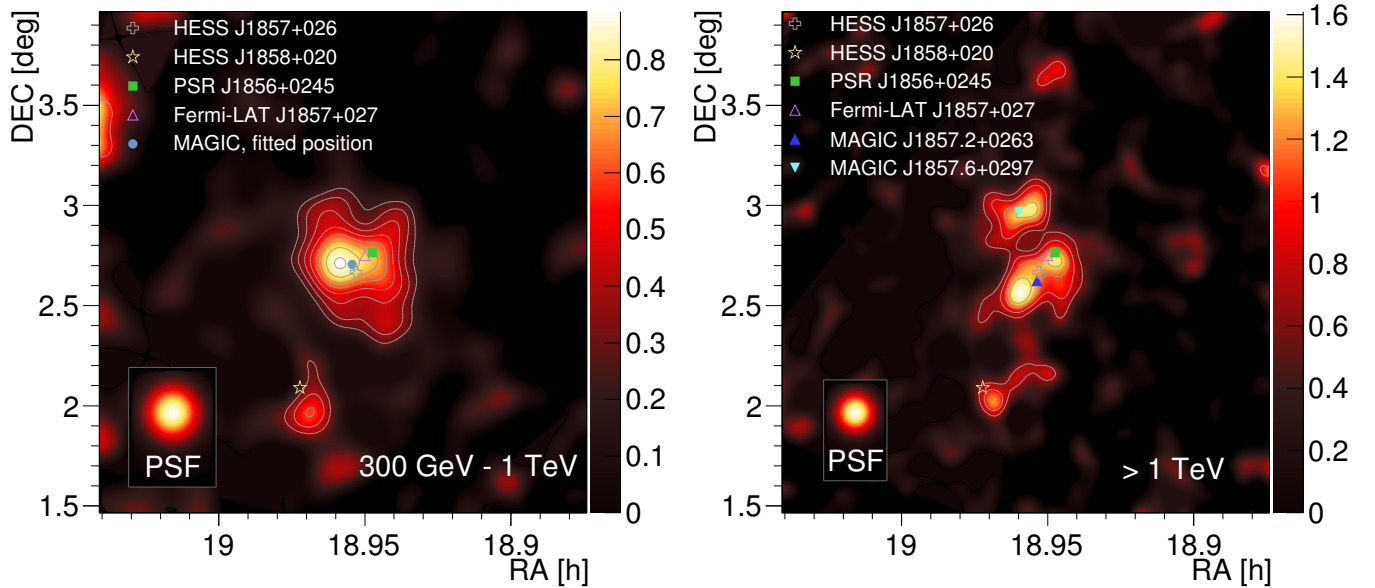 DEC [deg]
HESS J1857+026
HESS J1858+020
PSR J1856+0245
Fermi-LAT J1857+027
MAGIC, fitted position
3.5
3
2.5
2
1.5
PSF
300 GeV - 1 TeV
19
18.95
18.9
RA [h]
0.8
0.7
0.6
0.5
0.4
0.3
0.2
0.1
0
DEC [deg]
HESS J1857+026
HESS J1858+020
PSR J1856+0245
Fermi-LAT J1857+027
MAGIC J1857.2+0263
MAGIC J1857.6+0297
3.5
3
2.5
2
1.5
PSF
> 1 TeV
19
18.95
18.9
RA [h]
1.6
1.4
1.2
1
0.8
0.6
0.4
0.2
0